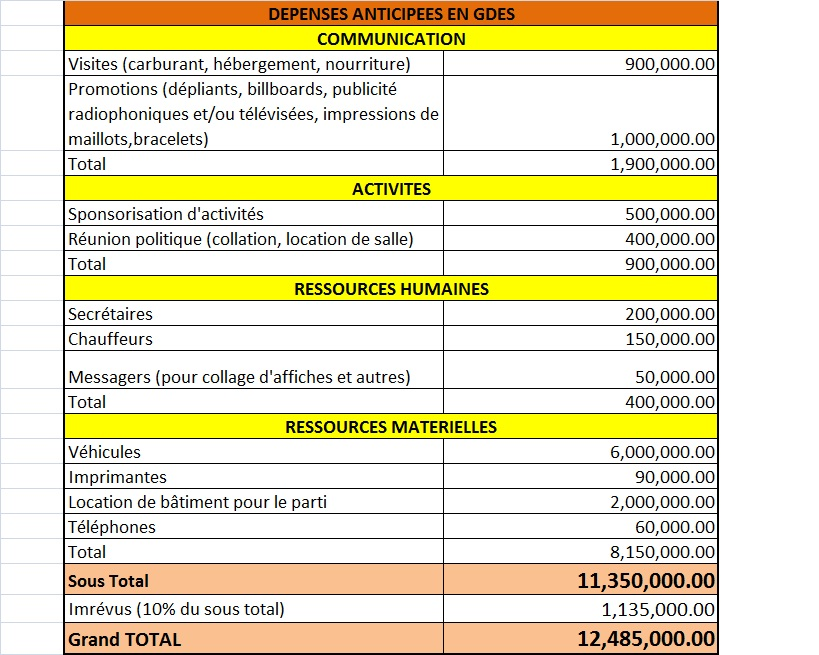 DEPENSES ANTICIPEES EN GDES
COMMUNICATION
Visites (carburant, hébergement, nourriture) 900,000.00
Promotions (dépliants, billboards, publicité
radiophoniques et/ou télévisées, impressions de
maillots,bracelets) 1,000,000.00
Total 1,900,000.00
ACTIVITES
Sponsorisation d'activités 500,000.00
Réunion politique (collation, location de salle) 400,000.00
Total 900,000.00
RESSOURCES HUMAINES
Secrétaires 200,000.00
Chauffeurs 150,000.00
Messagers (pour collage d'affiches et autres) 50,000.00
Total 400,000.00
RESSOURCES MATERIELLES
Véhicules 6,000,000.00
Imprimantes 90,000.00
Location de bâtiment pour le parti 2,000,000.00
Téléphones 60,000.00
Total 8,150,000.00
Sous Total 11,350,000.00
Imrévus (10% du sous total) 1,135,000.00
Grand TOTAL 12,485,000.00